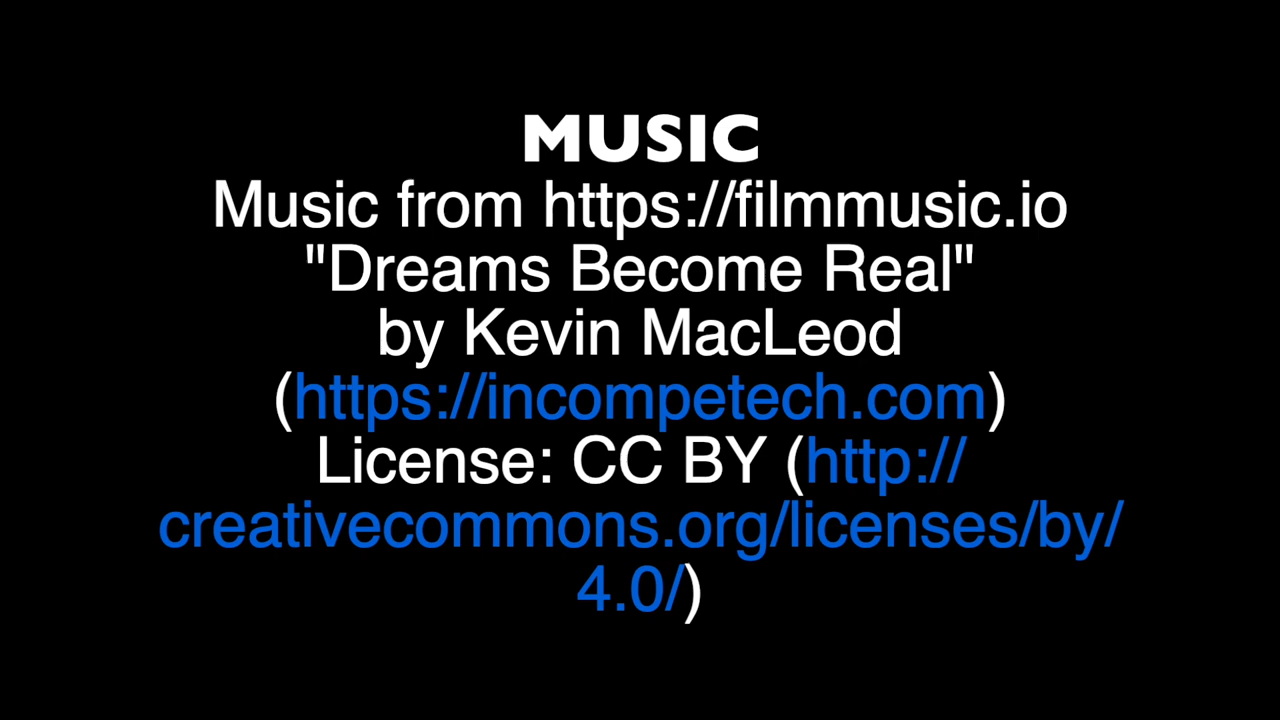 MUSIC
Music from https://filmmusic.io
"Dreams Become Real"
by Kevin MacLeod
(https://incompetech.com)
License: CC BY (http://
creativecommons.org/licenses/by/
4.0/)